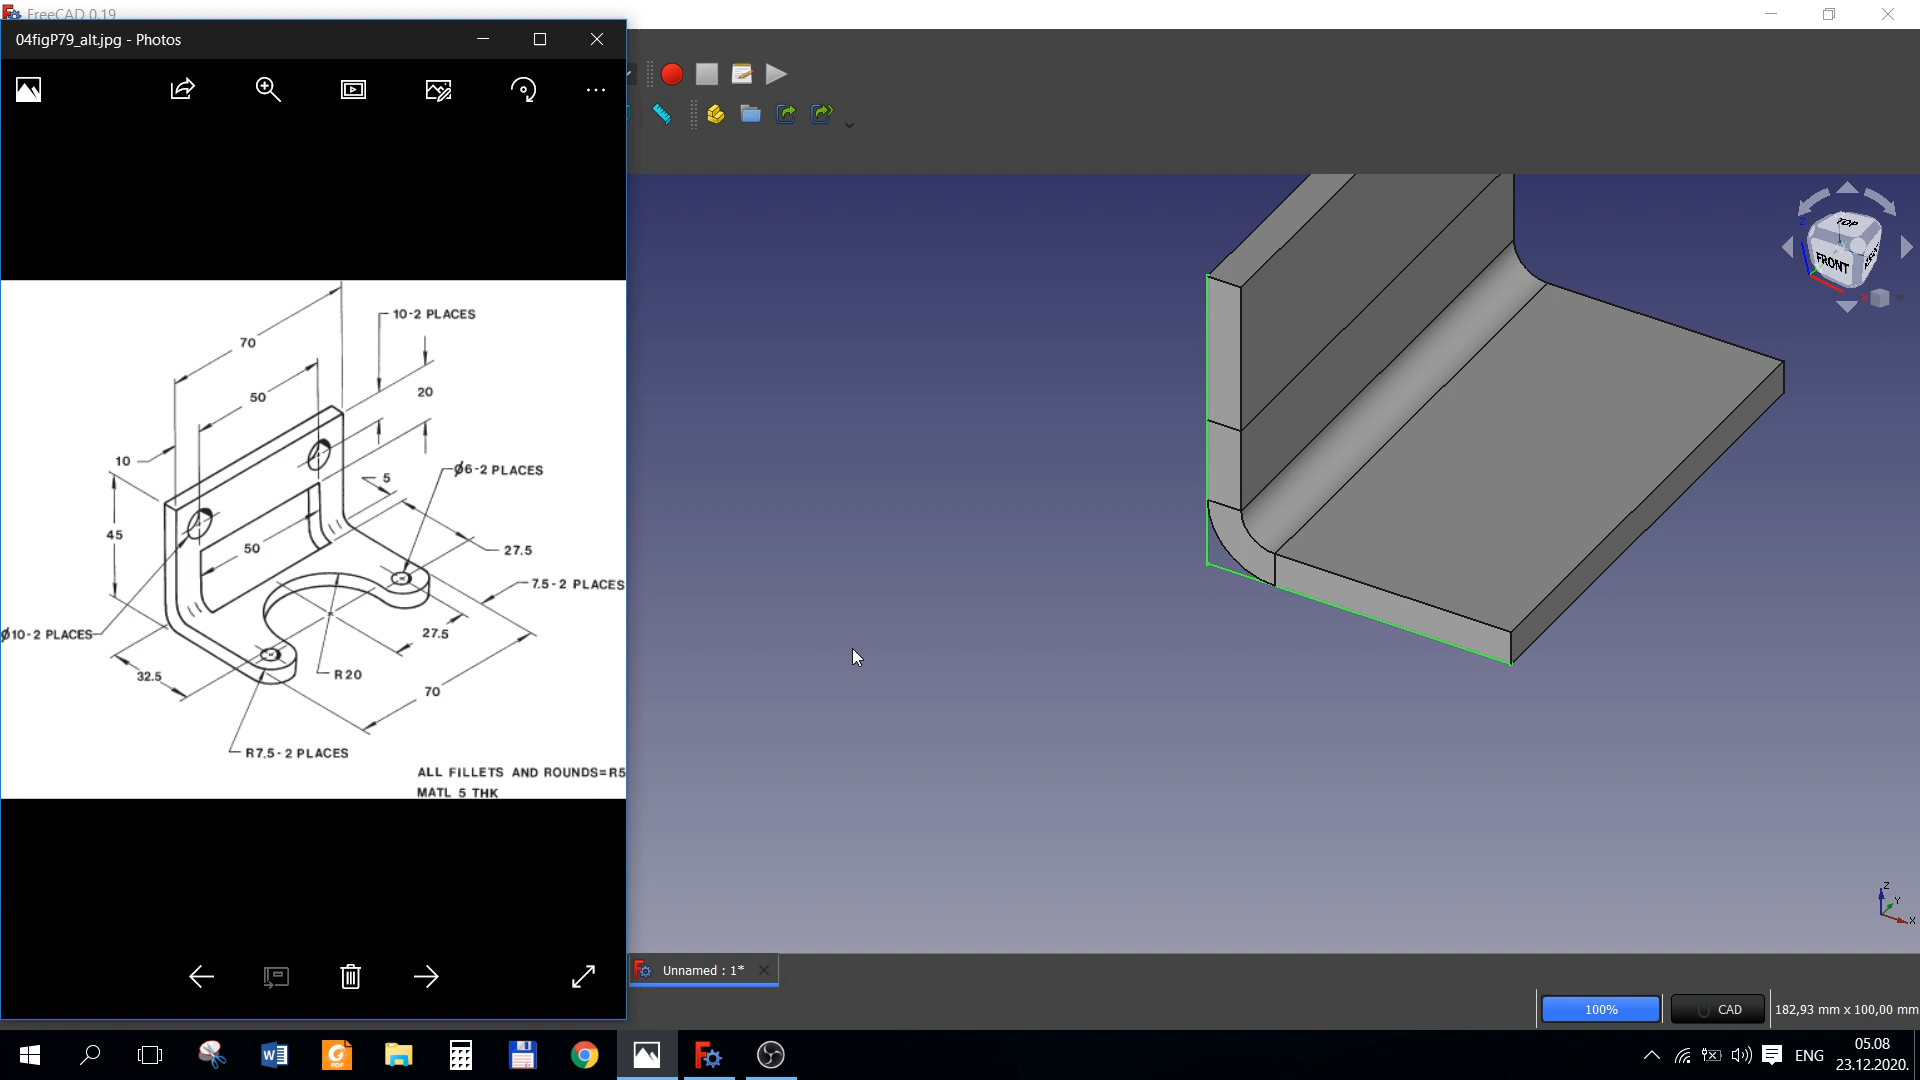 FreeCAD 0.19
04figP79_alt.jpg - Photos
70
10-2 PLACES
50
20
10
Ø6-2 PLACES
5
45
50
27.5
7.5-2 PLACES
Ø10-2 PLACES
27.5
32.5
R20
70
R7.5-2 PLACES
ALL FILLETS AND ROUNDS=R5
MATL 5 THK
TOP
FRONT
Z
X
Z
Y
X
Unnamed : 1*
100%
CAD
182,93 mm x 100,00 mm
PDF
ENG
05.08
23.12.2020.